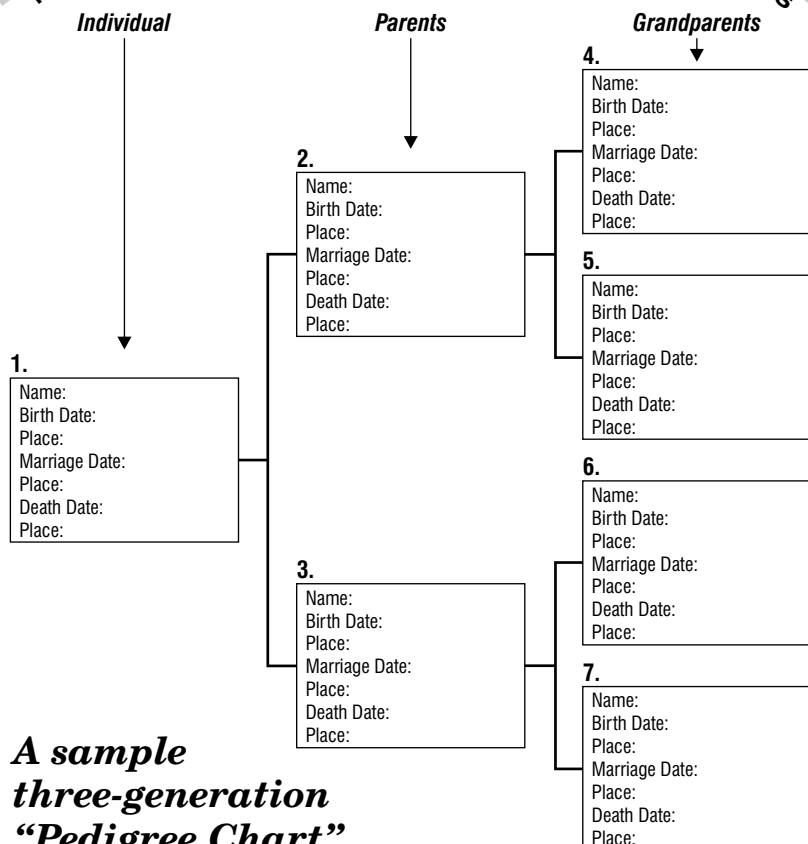 Individual
Parents
Grandparents
1.
Name:
Birth Date:
Place:
Marriage Date:
Place:
Death Date:
Place:
2.
Name:
Birth Date:
Place:
Marriage Date:
Place:
Death Date:
Place:
3.
Name:
Birth Date:
Place:
Marriage Date:
Place:
Death Date:
Place:
4.
Name:
Birth Date:
Place:
Marriage Date:
Place:
Death Date:
Place:
5.
Name:
Birth Date:
Place:
Marriage Date:
Place:
Death Date:
Place:
6.
Name:
Birth Date:
Place:
Marriage Date:
Place:
Death Date:
Place:
7.
Name:
Birth Date:
Place:
Marriage Date:
Place:
Death Date:
Place:
A sample
three-generation
“Pedigree Chart”